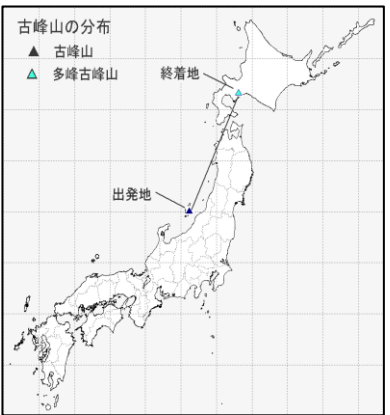 古峰山の分布
▲ 古峰山
▲ 多峰古峰山
終着地
出発地